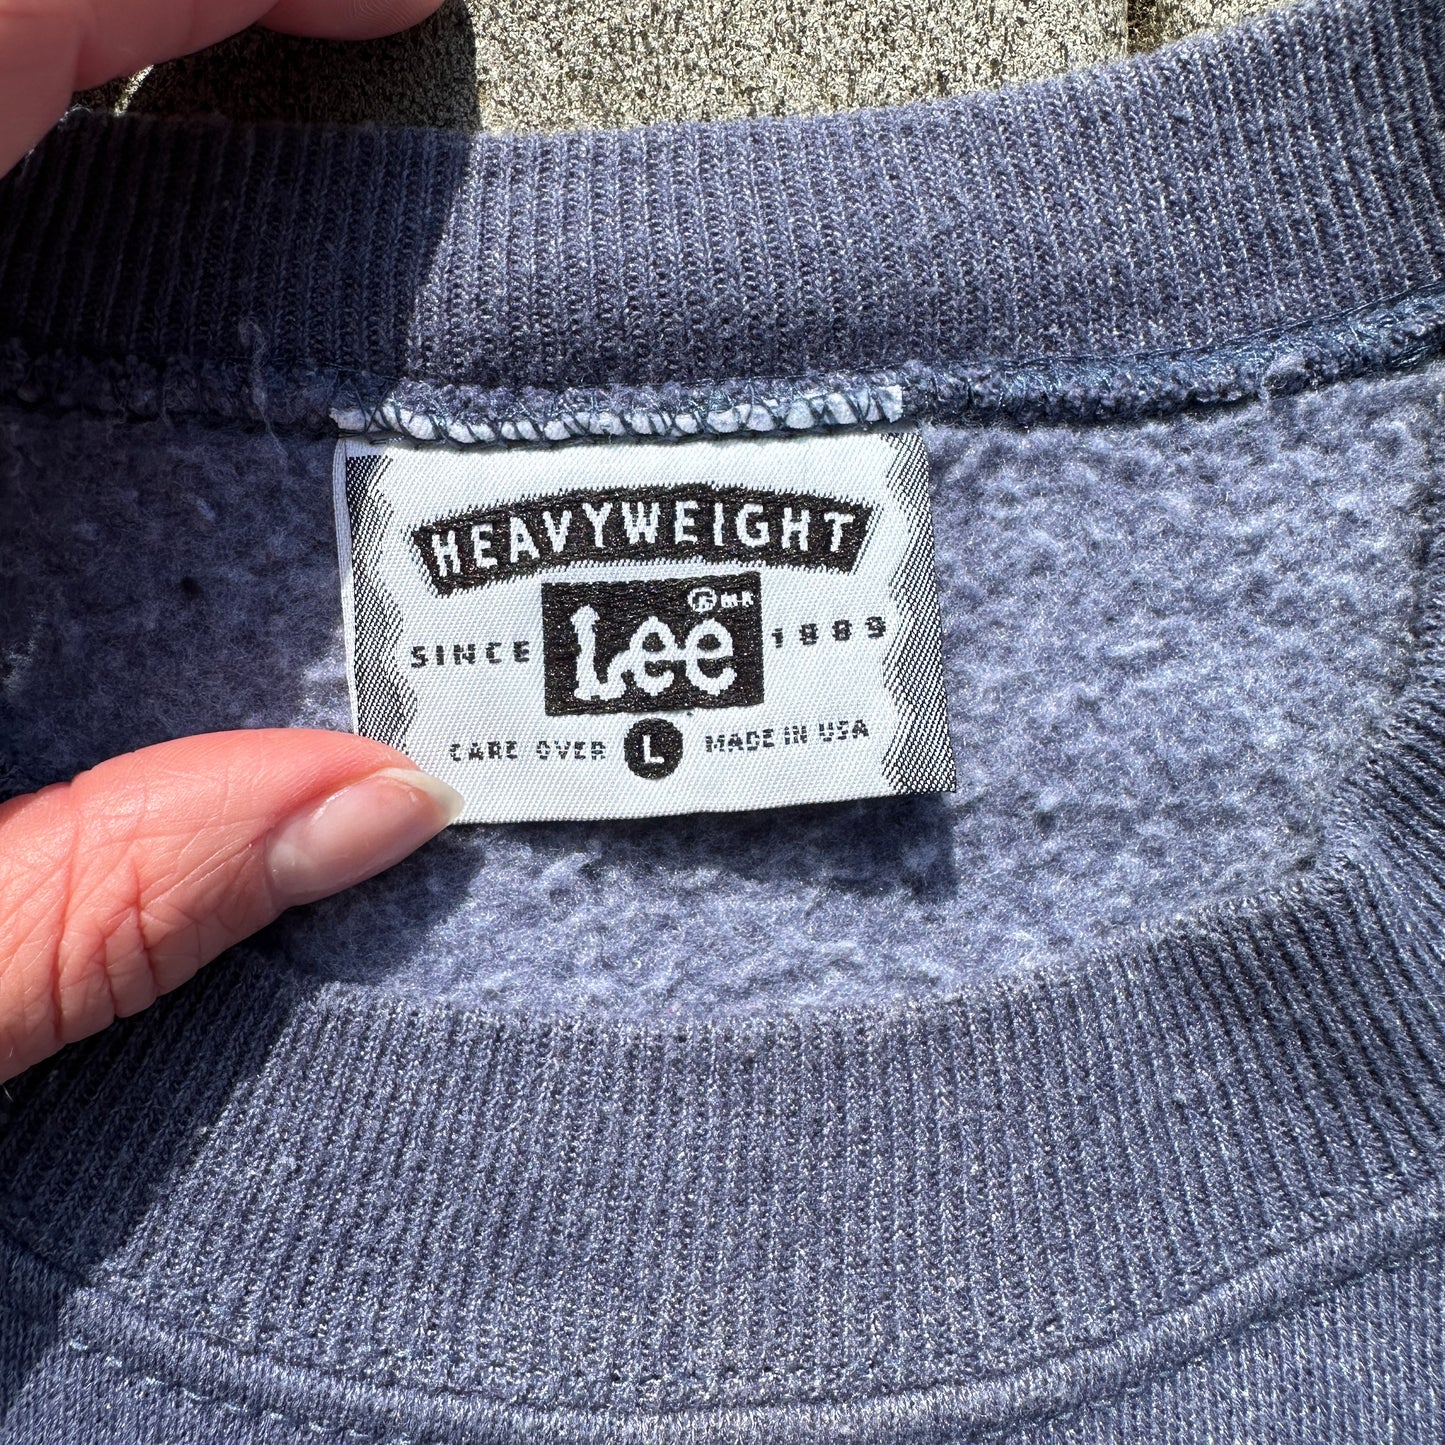 HEAVYWEIGHT
Lee ® M.R.
SINCE 1889
CARE OVER L MADE IN USA